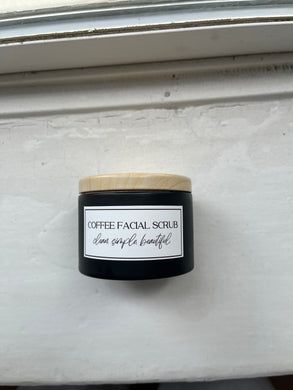 COFFEE FACIAL SCRUB
clean simple beautiful